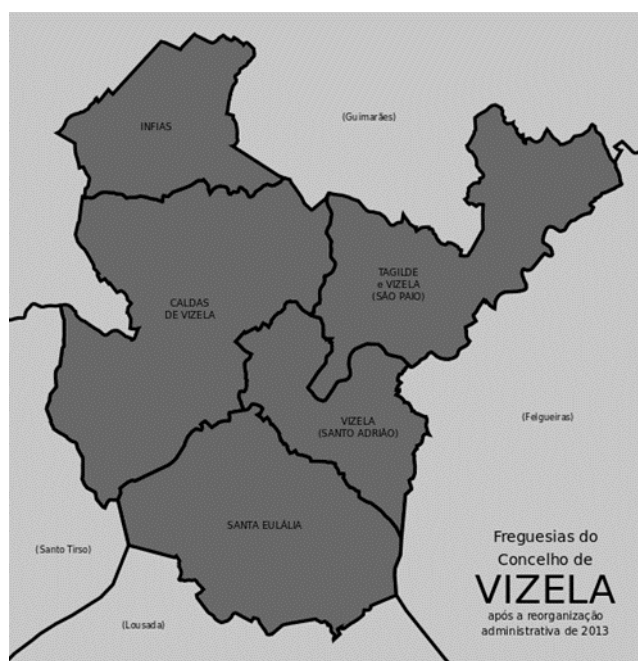 INFIAS
(Guimarães)
TAGILDE
e VIZELA
(SÃO PAIO)
CALDAS
DE VIZELA
VIZELA
(SANTO ADRIÃO)
(Felgueiras)
SANTA EULÁLIA
(Santo Tirso)
(Lousada)
Freguesias do
Concelho de
VIZELA
após a reorganização
administrativa de 2013